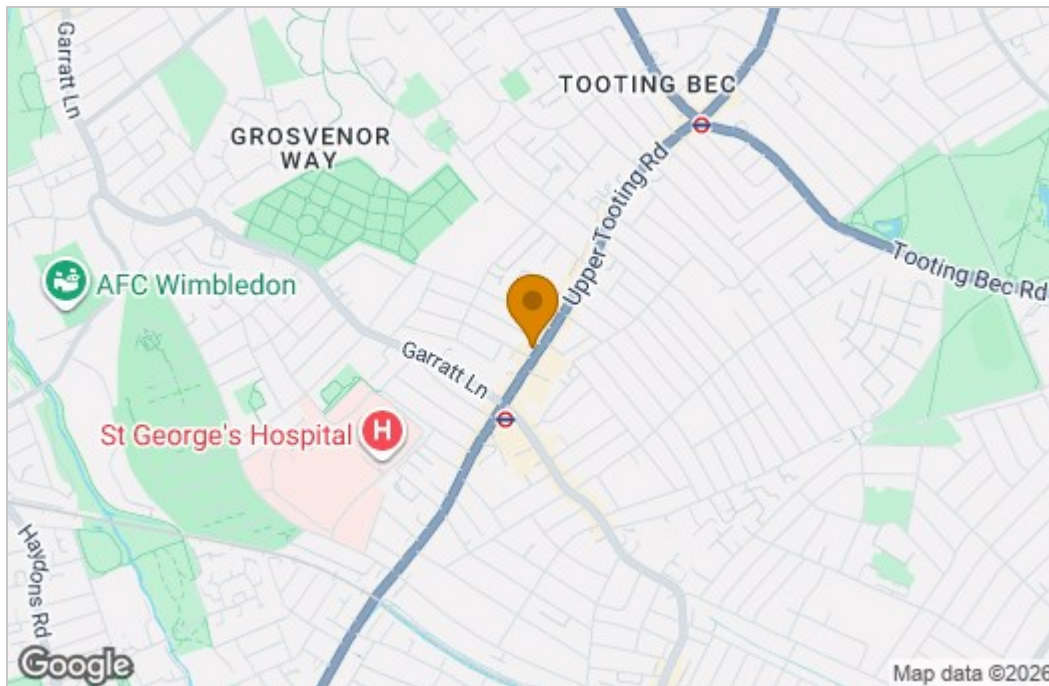 Garratt Ln
TOOTING BEC
GROSVENOR
WAY
Upper Tooting Rd
Tooting Bec Rd
AFC Wimbledon
Garratt Ln
St George's Hospital
H
Haydons Rd
Google
Map data ©2026